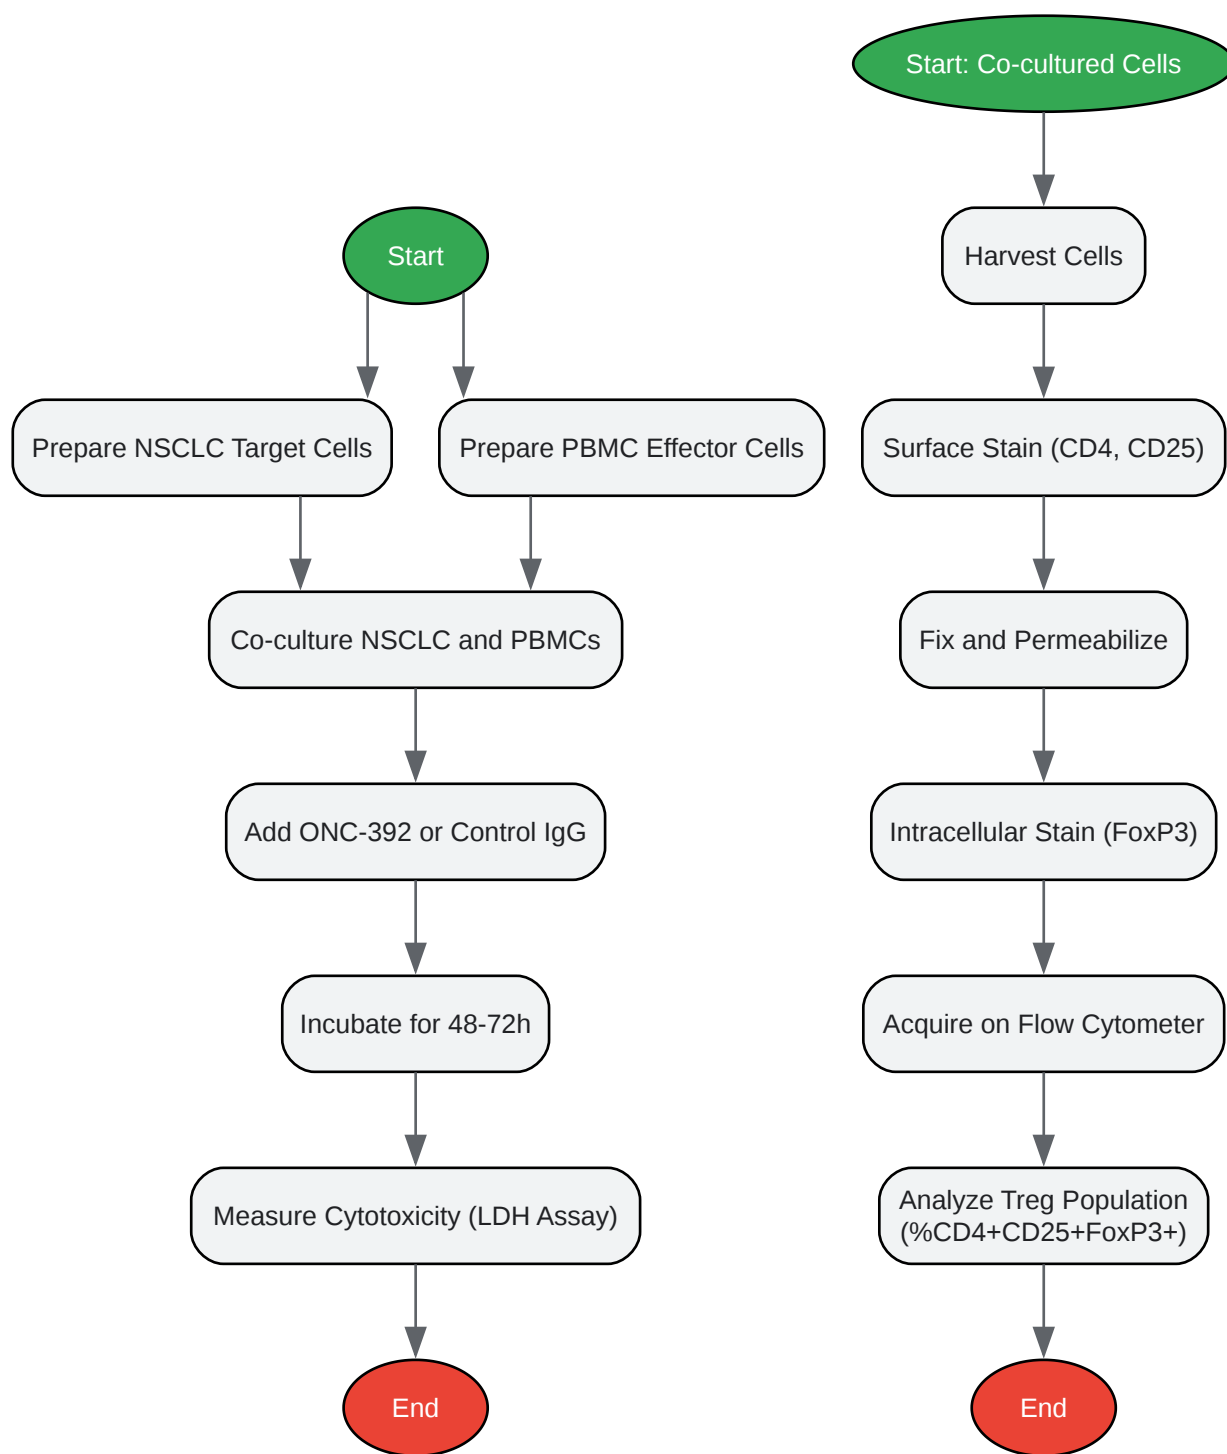 Start
Prepare NSCLC Target Cells
Prepare PBMC Effector Cells
Co-culture NSCLC and PBMCs
Add ONC-392 or Control IgG
Incubate for 48-72h
Measure Cytotoxicity (LDH Assay)
End
Start: Co-cultured Cells
Harvest Cells
Surface Stain (CD4, CD25)
Fix and Permeabilize
Intracellular Stain (FoxP3)
Acquire on Flow Cytometer
Analyze Treg Population
(%CD4+CD25+FoxP3+)
End